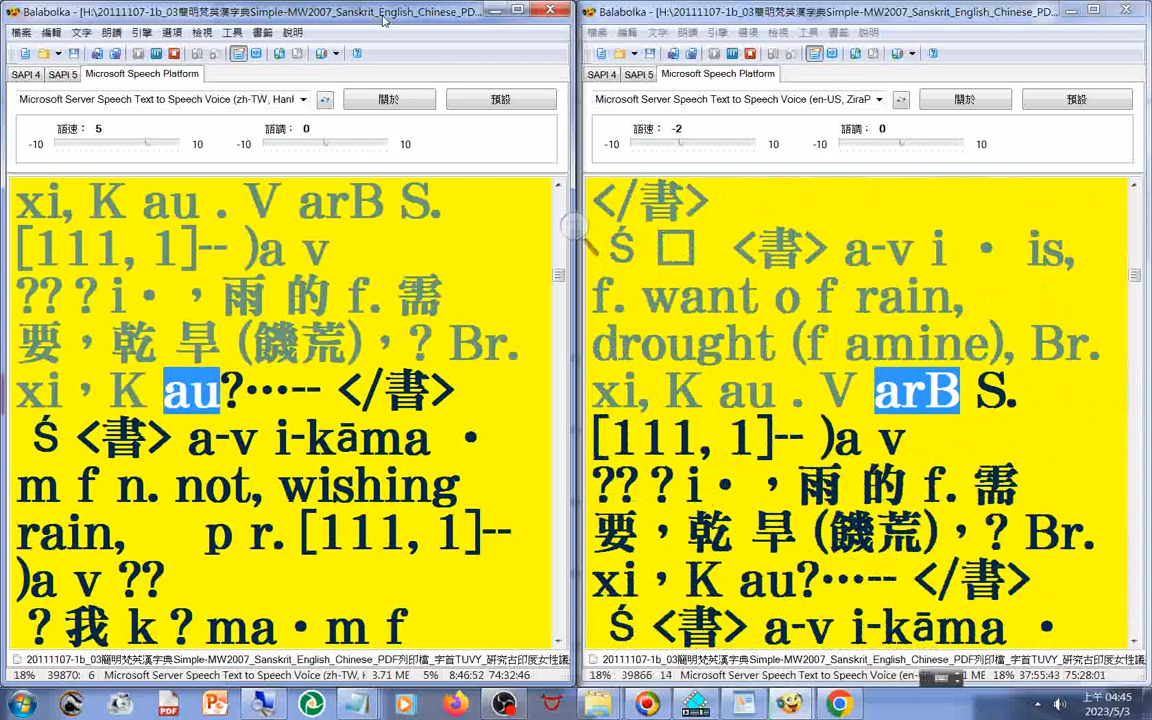 Balabolka - [H:\20111107-1b_03簡明梵英漢字典Simple-MW2007_Sanskrit_English_Chinese_PD...
檔案 編輯 文字 朗讀 引擎 選項 檢視 工具 書籤 說明
SAPI 4 SAPI 5 Microsoft Speech Platform
Microsoft Server Speech Text to Speech Voice (zh-TW, Hanl
關於 預設
語速： 5 語調： 0
-10 10 -10 10
xi, K au . V arB S.
[111, 1]-- )a v
?? ? i •，雨 的 f. 需
要，乾 旱 (饑荒)，? Br.
xi，K au?…-- </書>
Ś <書> a-v i-kāma •
m f n. not, wishing
rain, p r. [111, 1]--
)a v ??
? 我 k ? ma • m f
20111107-1b_03簡明梵英漢字典Simple-MW2007_Sanskrit_English_Chinese_PDF列印檔_字首TUVY_研究古印度女性議
18% 39870: 6 Microsoft Server Speech Text to Speech Voice (zh-TW, H 3.71 MB 5% 8:46:52 74:32:46
Balabolka - [H:\20111107-1b_03簡明梵英漢字典Simple-MW2007_Sanskrit_English_Chinese_PD...
檔案 編輯 文字 朗讀 引擎 選項 檢視 工具 書籤 說明
SAPI 4 SAPI 5 Microsoft Speech Platform
Microsoft Server Speech Text to Speech Voice (en-US, ZiraP
關於 預設
語速： -2 語調： 0
-10 10 -10 10
</書>
Ś □ <書> a-v i • is,
f. want o f rain,
drought (f amine), Br.
xi, K au . V arB S.
[111, 1]-- )a v
?? ? i •，雨 的 f. 需
要，乾 旱 (饑荒)，? Br.
xi，K au?…-- </書>
Ś <書> a-v i-kāma •
20111107-1b_03簡明梵英漢字典Simple-MW2007_Sanskrit_English_Chinese_PDF列印檔_字首TUVY_研究古印度女性議
18% 39866: 14 Microsoft Server Speech Text to Speech Voice (en-U 18% 37:55:43 75:28:01
PDF
上午 04:45
2023/5/3